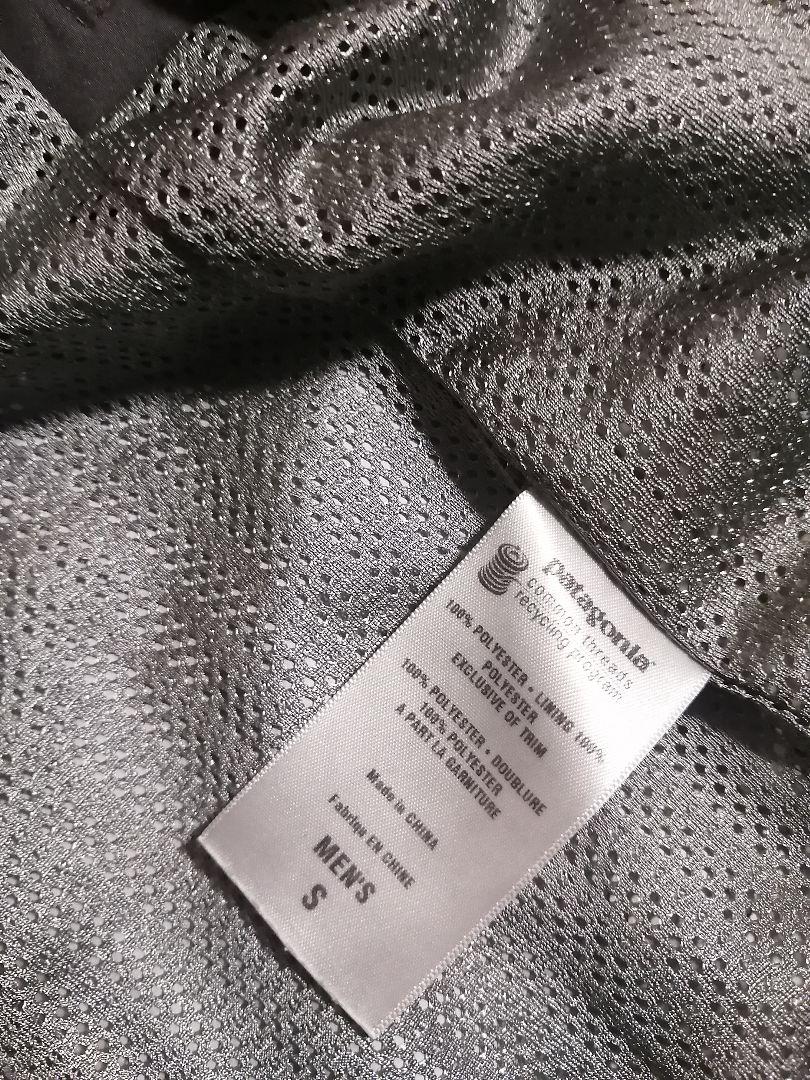 patagonia
common threads
recycling program
100% POLYESTER • LINING 100%
POLYESTER
EXCLUSIVE OF TRIM
100% POLYESTER • DOUBLURE
100% POLYESTER
A PART LA GARNITURE
Made in CHINA
Fabriqu EN CHINE
MEN'S
S